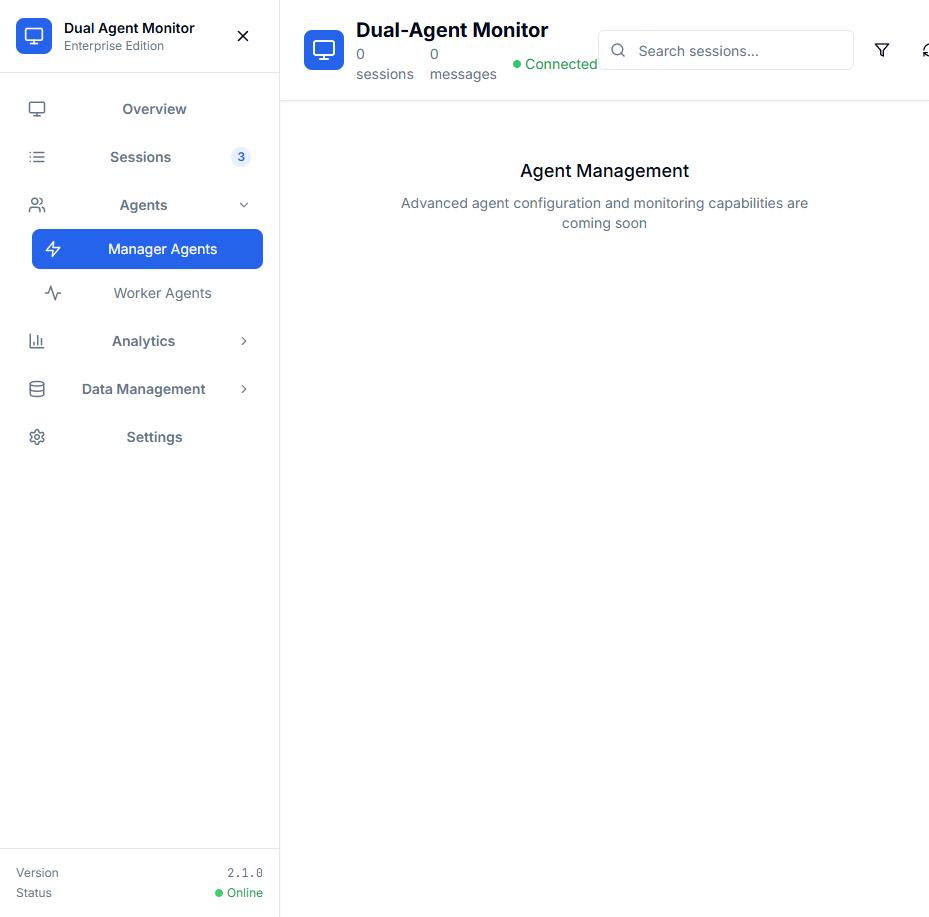 Dual Agent Monitor
Enterprise Edition
Overview
Sessions 3
Agents
Manager Agents
Worker Agents
Analytics
Data Management
Settings
Version 2.1.0
Status Online
Dual-Agent Monitor
0 sessions
0 messages
Connected
Search sessions...
Agent Management
Advanced agent configuration and monitoring capabilities are
coming soon